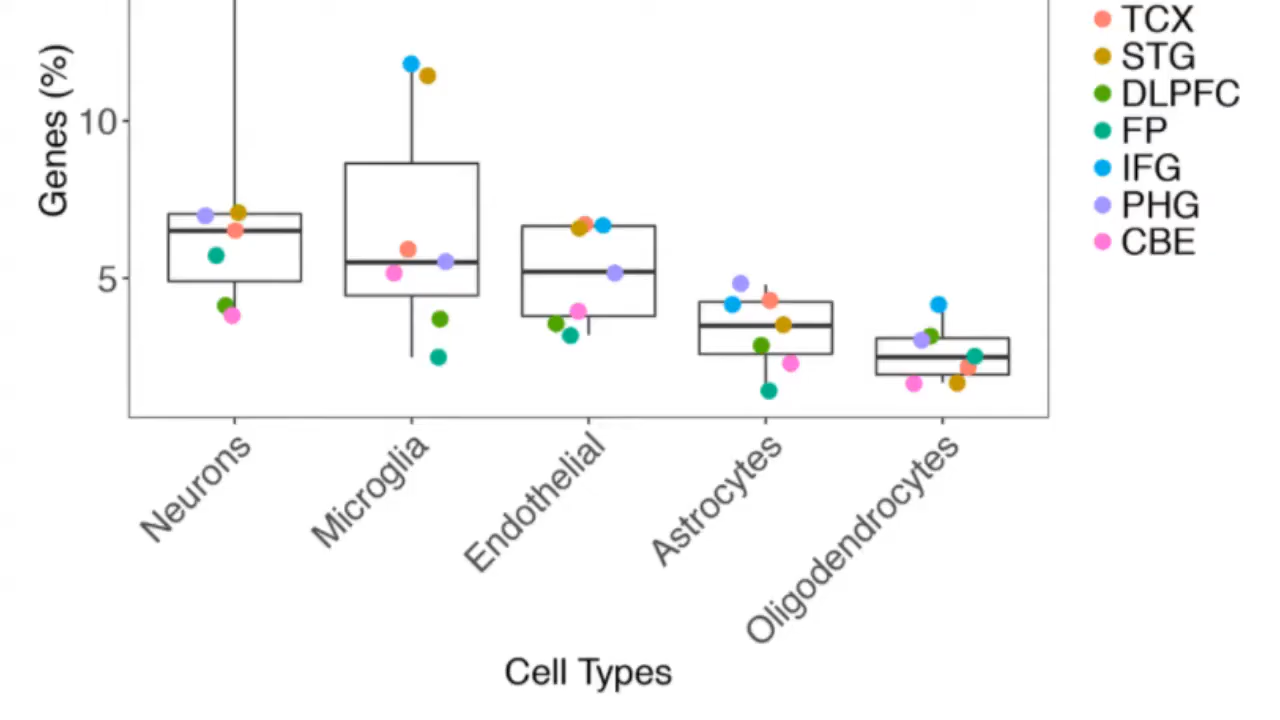 Genes (%)
10
5
TCX
STG
DLPFC
FP
IFG
PHG
CBE
Neurons
Microglia
Endothelial
Astrocytes
Oligodendrocytes
Cell Types